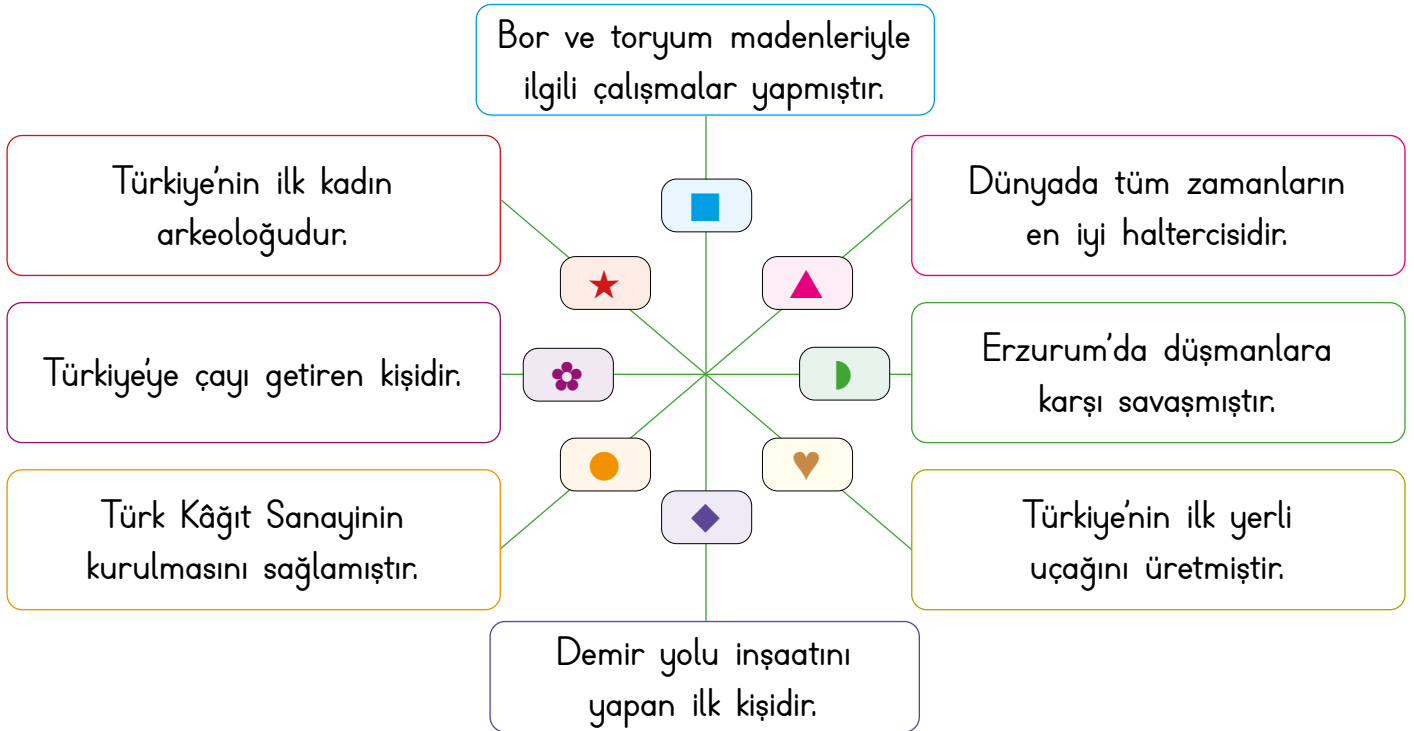 Bor ve toryum madenleriyle
ilgili çalışmalar yapmıştır.
Türkiye'nin ilk kadın
arkeoloğudur.
Dünyada tüm zamanların
en iyi haltercisidir.
Türkiye'ye çayı getiren kişidir.
Erzurum'da düşmanlara
karşı savaşmıştır.
Türk Kâğıt Sanayinin
kurulmasını sağlamıştır.
Türkiye'nin ilk yerli
uçağını üretmiştir.
Demir yolu inşaatını
yapan ilk kişidir.